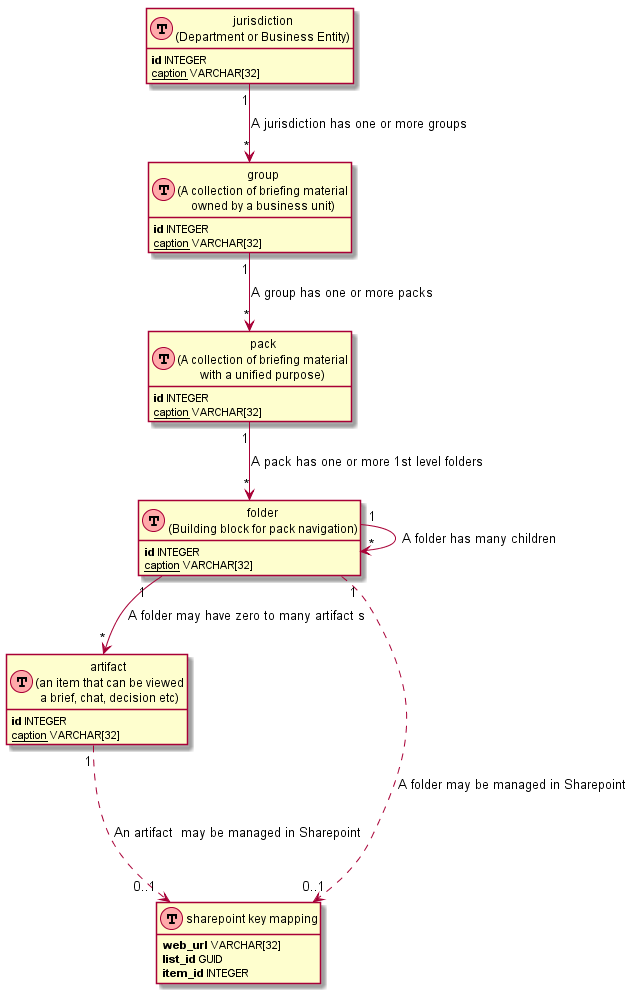 T
jurisdiction
(Department or Business Entity)
id INTEGER
caption VARCHAR[32]
1
A jurisdiction has one or more groups
*
T
group
(A collection of briefing material
owned by a business unit)
id INTEGER
caption VARCHAR[32]
1
A group has one or more packs
*
T
pack
(A collection of briefing material
with a unified purpose)
id INTEGER
caption VARCHAR[32]
1
A pack has one or more 1st level folders
*
T
folder
(Building block for pack navigation)
id INTEGER
caption VARCHAR[32]
1
*
A folder has many children
1
1
A folder may have zero to many artifact s
*
T
artifact
(an item that can be viewed
a brief, chat, decision etc)
id INTEGER
caption VARCHAR[32]
1
A folder may be managed in Sharepoint
An artifact  may be managed in Sharepoint
0..1
0..1
T
sharepoint key mapping
web_url VARCHAR[32]
list_id GUID
item_id INTEGER